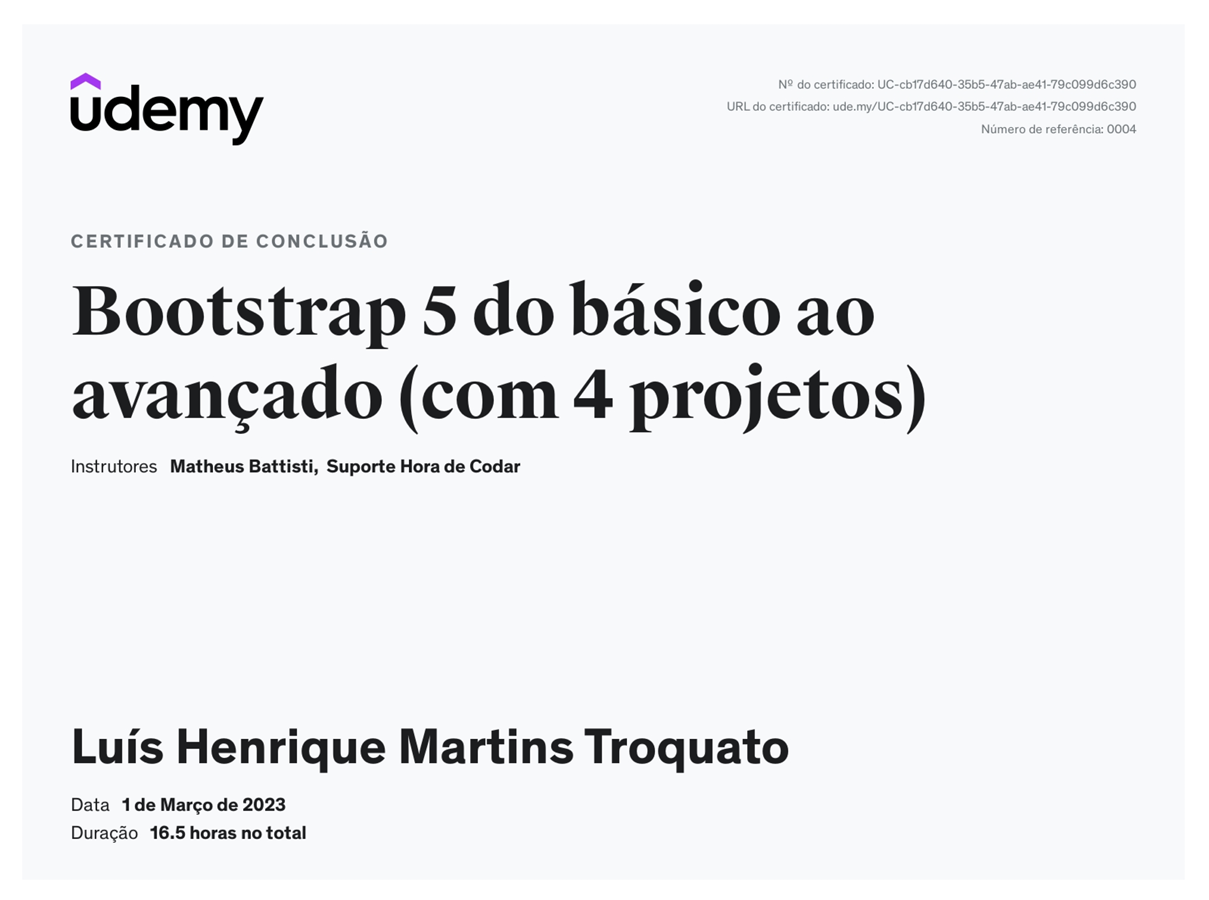 udemy
Nº do certificado: UC-cb17d640-35b5-47ab-ae41-79c099d6c390
URL do certificado: ude.my/UC-cb17d640-35b5-47ab-ae41-79c099d6c390
Número de referência: 0004
CERTIFICADO DE CONCLUSÃO
Bootstrap 5 do básico ao
avançado (com 4 projetos)
Instrutores Matheus Battisti, Suporte Hora de Codar
Luís Henrique Martins Troquato
Data 1 de Março de 2023
Duração 16.5 horas no total